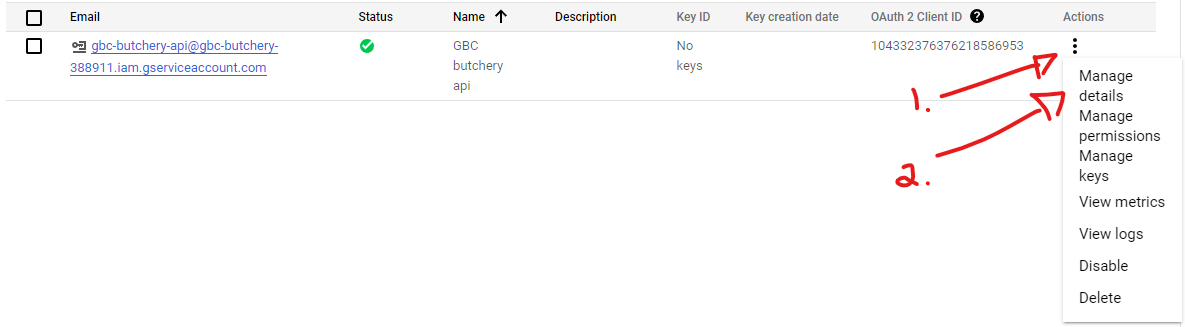 Email Status Name Description Key ID Key creation date OAuth 2 Client ID ? Actions
gbc-butchery-api@gbc-butchery- GBC No 104332376376218586953
388911.iam.gserviceaccount.com butchery keys
api
Manage
details
1.
Manage
permissions
Manage
2. keys
View metrics
View logs
Disable
Delete